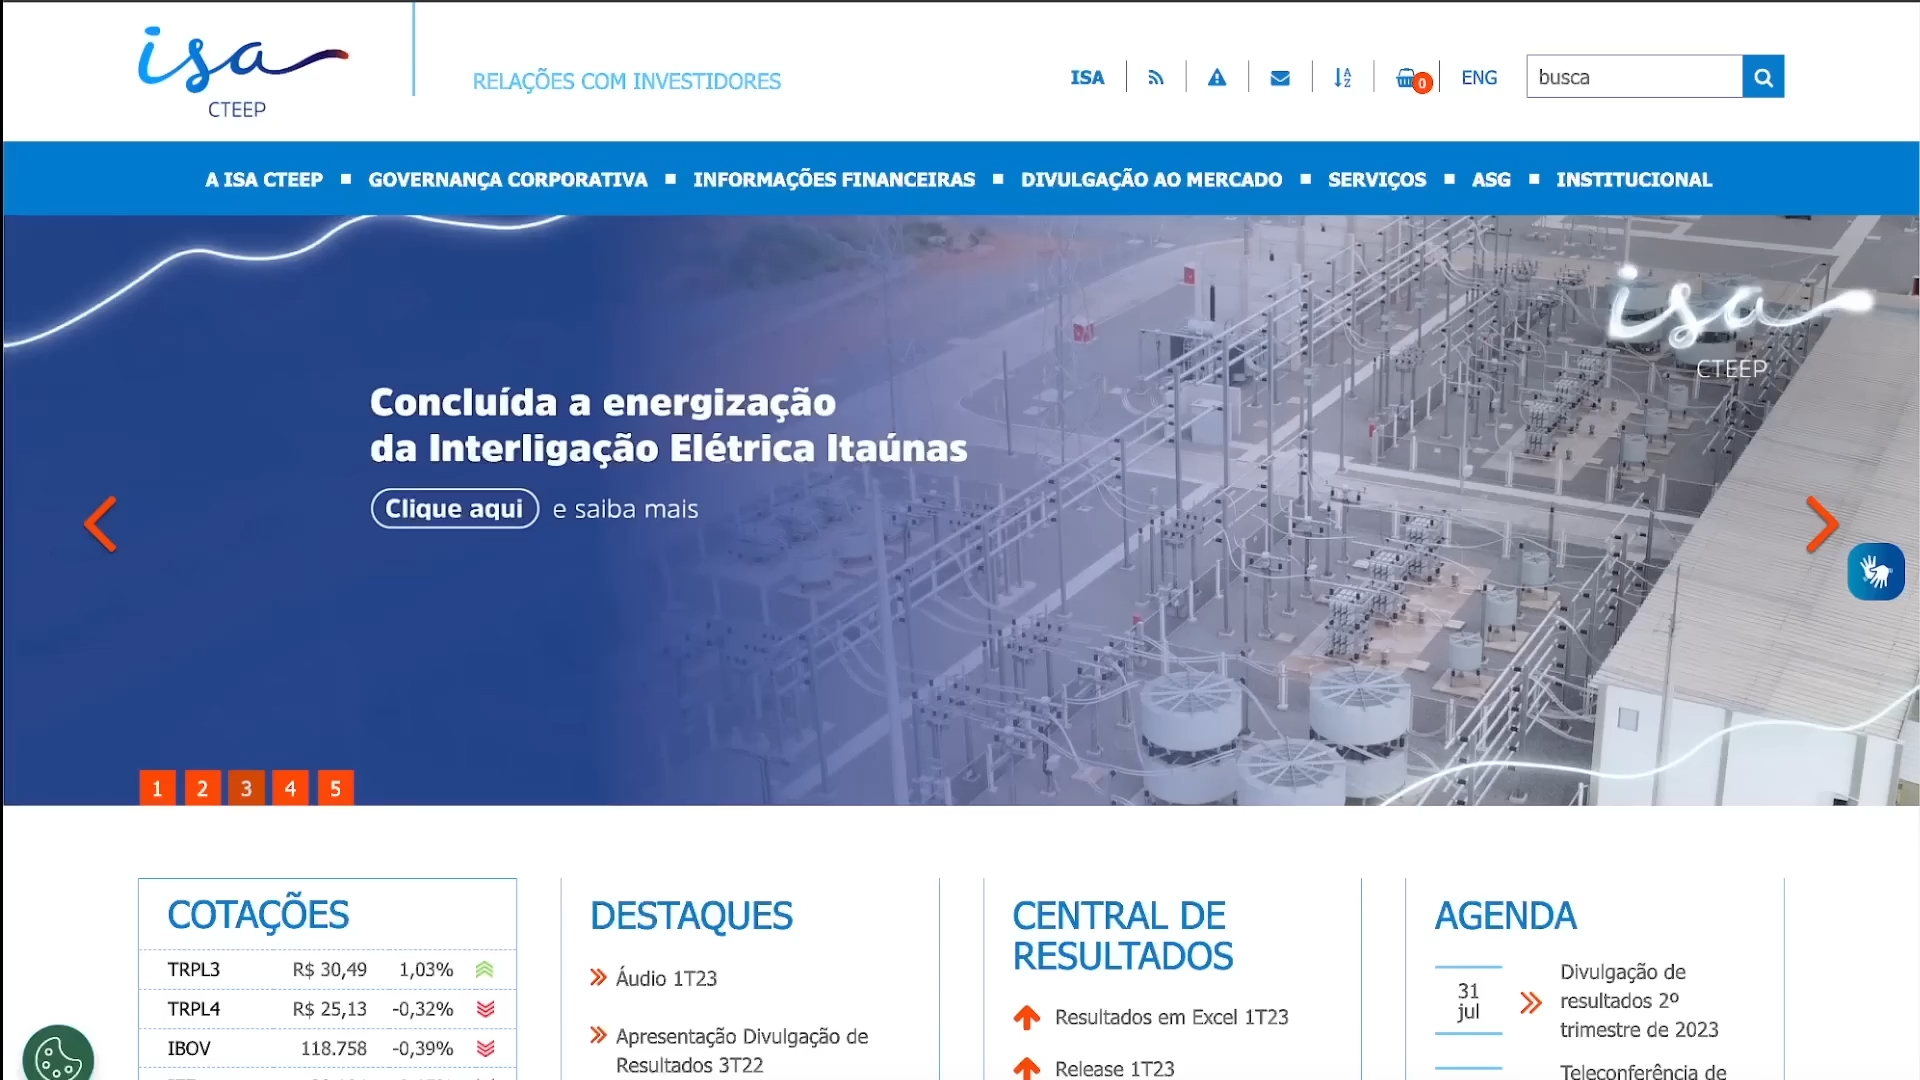 isa
CTEEP
RELAÇÕES COM INVESTIDORES
ISA
0
ENG
busca
A ISA CTEEP
GOVERNANÇA CORPORATIVA
INFORMAÇÕES FINANCEIRAS
DIVULGAÇÃO AO MERCADO
SERVIÇOS
ASG
INSTITUCIONAL
isa
CTEEP
Concluída a energização
da Interligação Elétrica Itaúnas
Clique aqui e saiba mais
1 2 3 4 5
COTAÇÕES
TRPL3 R$ 30,49 1,03%
TRPL4 R$ 25,13 -0,32%
IBOV 118.758 -0,39%
DESTAQUES
Áudio 1T23
Apresentação Divulgação de
Resultados 3T22
CENTRAL DE
RESULTADOS
Resultados em Excel 1T23
Release 1T23
AGENDA
31
jul
Divulgação de
resultados 2º
trimestre de 2023
Teleconferência de